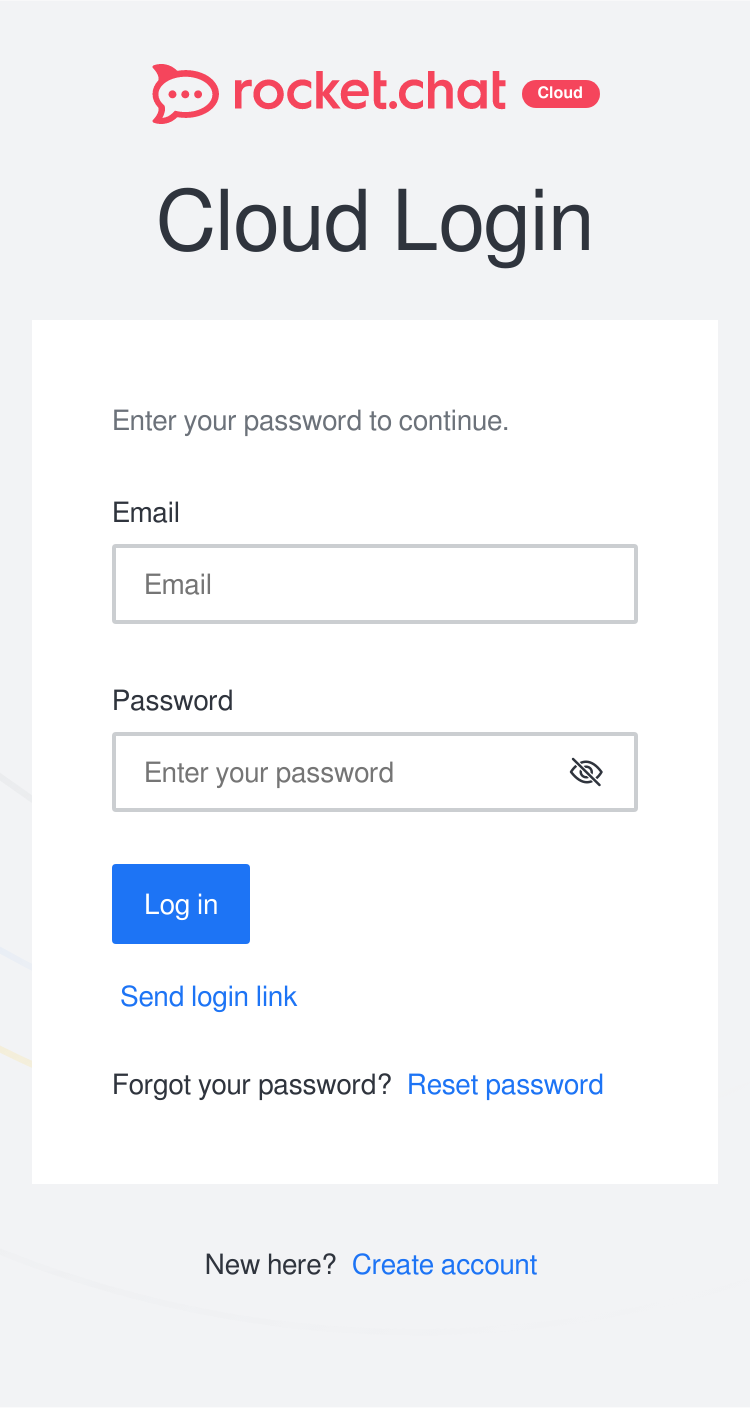 rocket.chat Cloud
Cloud Login
Enter your password to continue.
Email
Email
Password
Enter your password
Log in
Send login link
Forgot your password? Reset password
New here? Create account